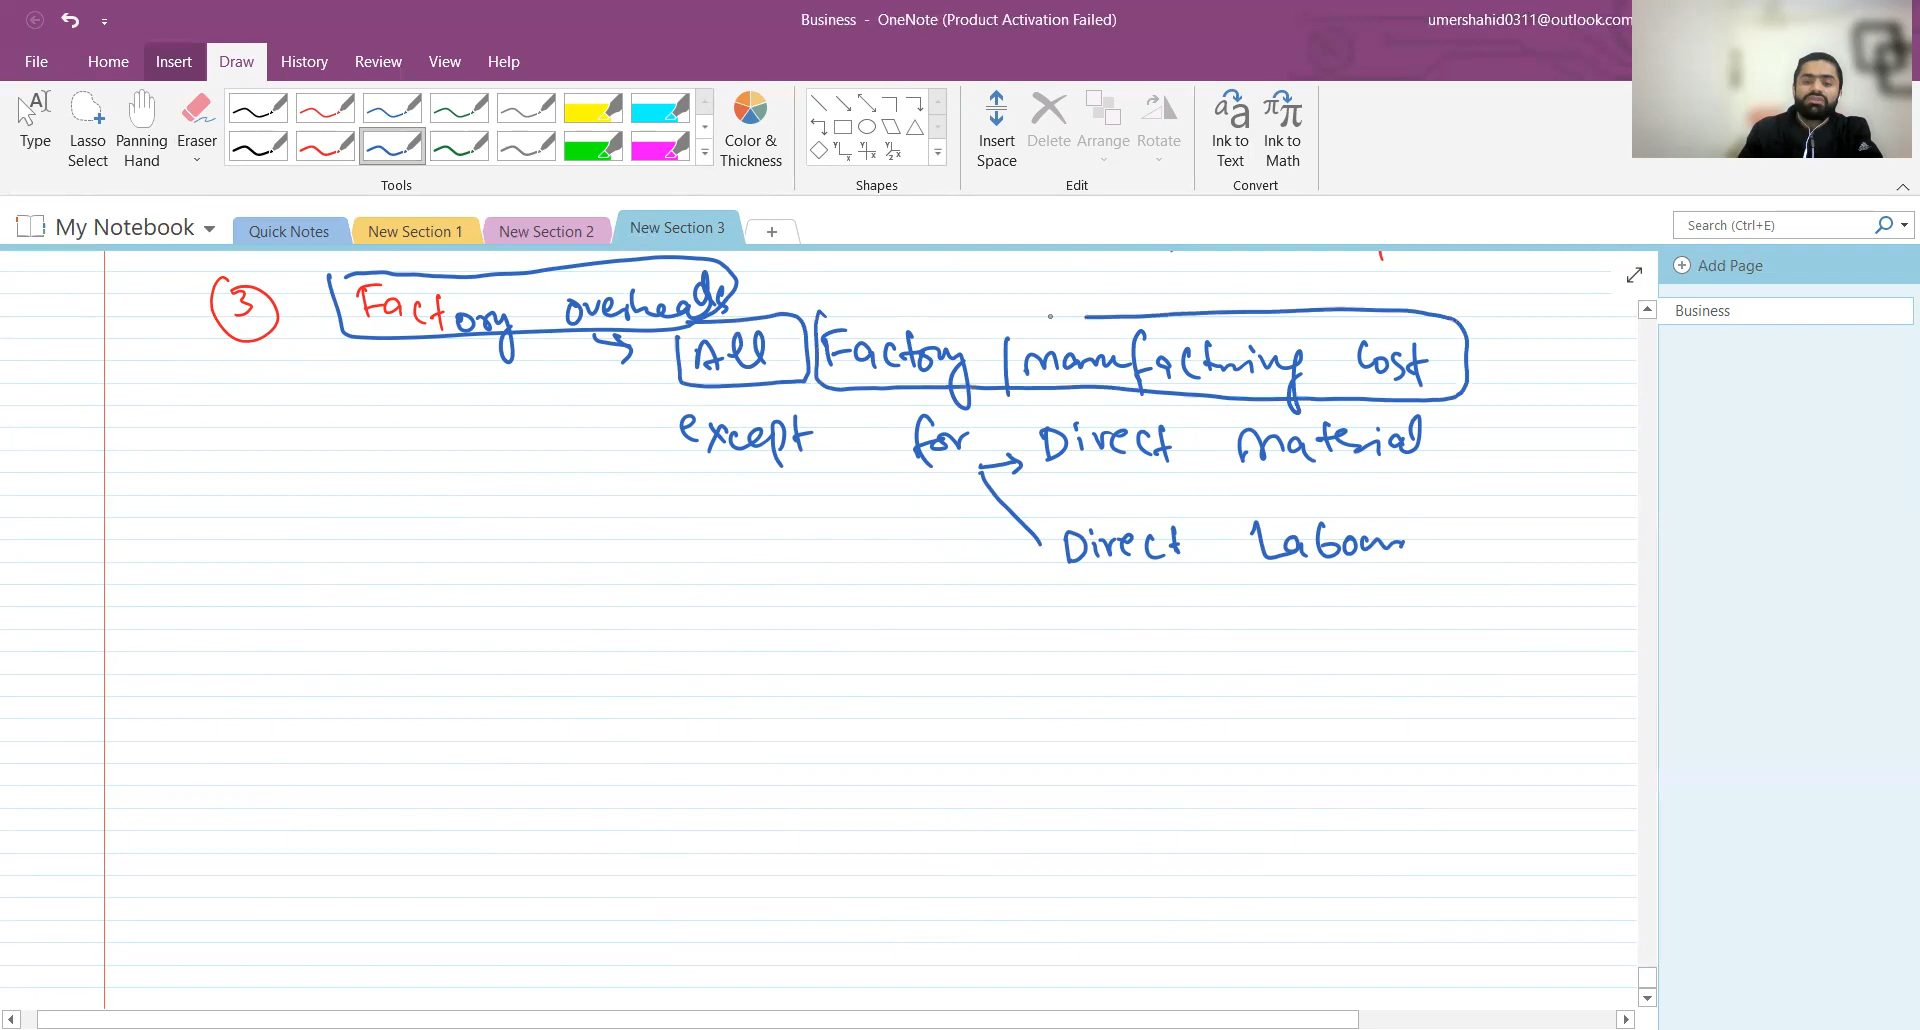 Business - OneNote (Product Activation Failed)
umershahid0311@outlook.com
File Home Insert Draw History Review View Help
Type
Lasso Select
Panning Hand
Eraser
Color & Thickness
Insert Space
Delete
Arrange
Rotate
Ink to Text
Ink to Math
Tools Shapes Edit Convert
My Notebook Quick Notes New Section 1 New Section 2 New Section 3
Search (Ctrl+E)
Add Page
Business
3 Factory overheads
All Factory | manufacturing cost
except for Direct material
Direct Labour